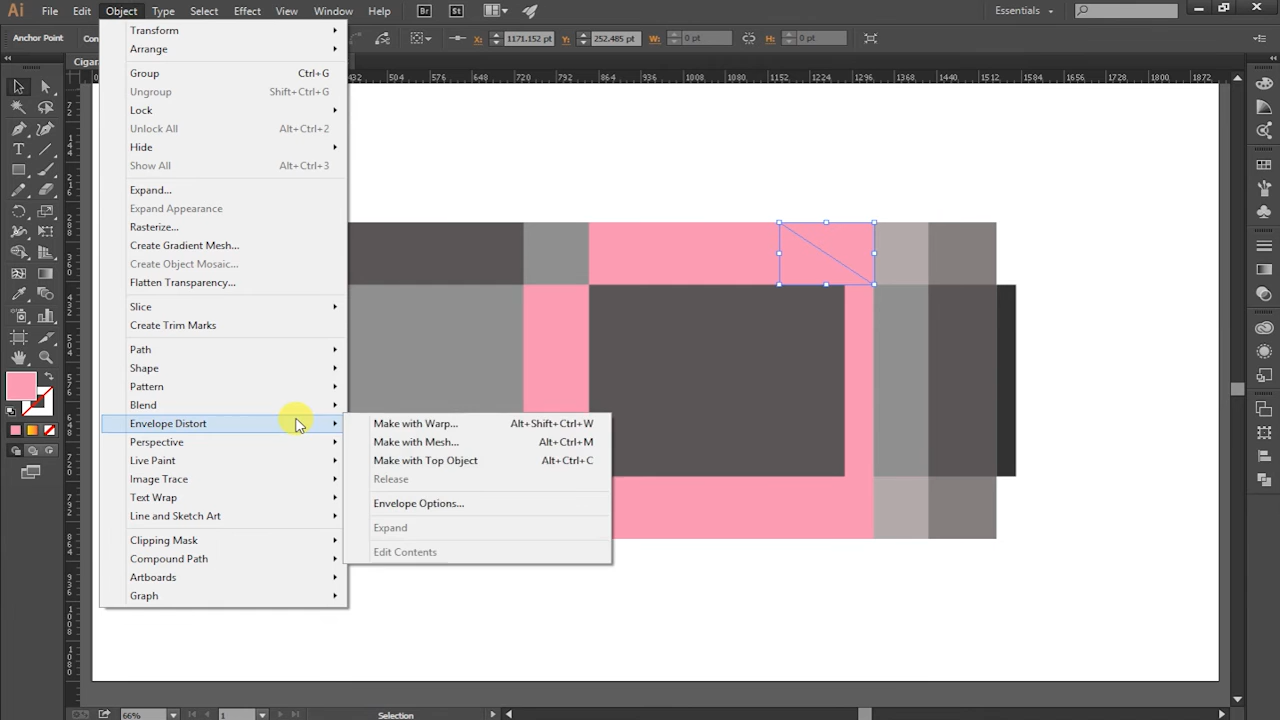 Ai File Edit Object Type Select Effect View Window Help Br St Essentials
Anchor Point X: 1171.152 pt Y: 252.485 pt W: 0 pt H: 0 pt
432 504 576 648 720 792 864 936 1008 1080 1152 1224 1296 1368 1440 1512 1584 1656 1728 1800 1872
Transform
Arrange
Group Ctrl+G
Ungroup Shift+Ctrl+G
Lock
Unlock All Alt+Ctrl+2
Hide
Show All Alt+Ctrl+3
Expand...
Expand Appearance
Rasterize...
Create Gradient Mesh...
Create Object Mosaic...
Flatten Transparency...
Slice
Create Trim Marks
Path
Shape
Pattern
Blend
Envelope Distort
Perspective
Live Paint
Image Trace
Text Wrap
Line and Sketch Art
Clipping Mask
Compound Path
Artboards
Graph
Make with Warp... Alt+Shift+Ctrl+W
Make with Mesh... Alt+Ctrl+M
Make with Top Object Alt+Ctrl+C
Release
Envelope Options...
Expand
Edit Contents
66% 1 Selection